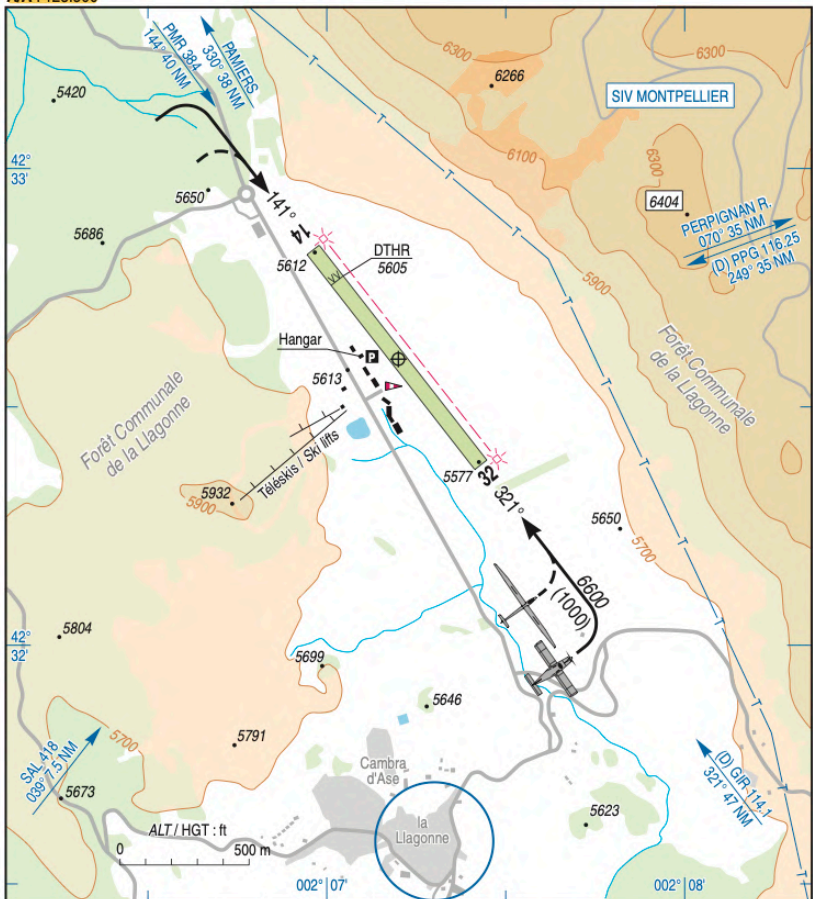 6300
6300
PMR 384
144° 40 NM
PAMIERS
330° 38 NM
6266
5420
SIV MONTPELLIER
6100
42°
33'
6300
6404
5650
141°
14
PERPIGNAN R.
070° 35 NM
(D) PPG 116.25
249° 35 NM
5686
5612
DTHR
5605
5900
Hangar
P
5613
Forêt Communale
de la Llagonne
Forêt Communale
de la Llagonne
Téléskis / Ski lifts
5577
32
321°
5932
5900
5650
5700
6600
(1000)
5804
42°
32'
5699
5646
5700
5791
SAL 418
039° 7.5 NM
(D) GIR 114.1
321° 47 NM
5673
Cambra
d'Ase
la
Llagonne
5623
ALT / HGT : ft
0
500 m
002° 07'
002° 08'
T
T
T
T
T
T
T
T